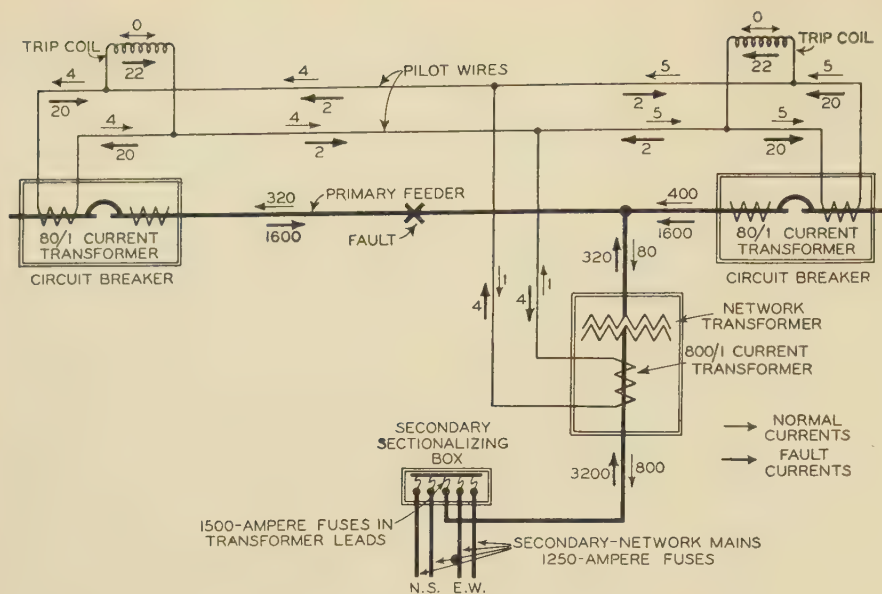 0
TRIP COIL
22
4
20
4
2
PILOT WIRES
5
2
0
TRIP COIL
22
5
20
4
20
4
2
5
2
5
20
320
1600
PRIMARY FEEDER
FAULT
400
1600
80/1 CURRENT
TRANSFORMER
CIRCUIT BREAKER
80/1 CURRENT
TRANSFORMER
CIRCUIT BREAKER
320
80
4
1
4
1
NETWORK
TRANSFORMER
800/1 CURRENT
TRANSFORMER
SECONDARY
SECTIONALIZING
BOX
3200
800
NORMAL
CURRENTS
FAULT
CURRENTS
1500-AMPERE FUSES IN
TRANSFORMER LEADS
SECONDARY-NETWORK MAINS
1250-AMPERE FUSES
N.S. E.W.